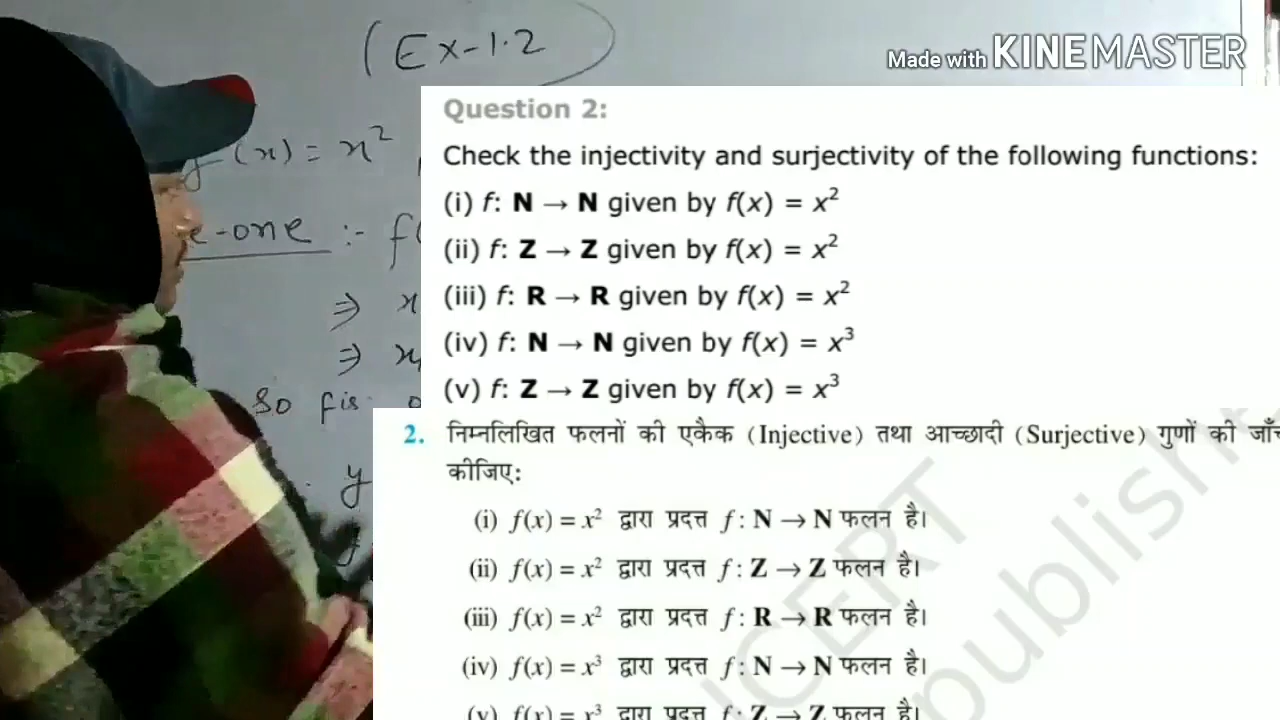 (Ex-1.2)
Made with KINEMASTER
f(x) = x²
-one :- f(
⇒ x
⇒ x
So f is
y
Question 2:
Check the injectivity and surjectivity of the following functions:
(i) f: N → N given by f(x) = x²
(ii) f: Z → Z given by f(x) = x²
(iii) f: R → R given by f(x) = x²
(iv) f: N → N given by f(x) = x³
(v) f: Z → Z given by f(x) = x³
2. निम्नलिखित फलनों की एकैक (Injective) तथा आच्छादी (Surjective) गुणों की जाँच
कीजिए:
(i) f(x) = x² द्वारा प्रदत्त f : N → N फलन है।
(ii) f(x) = x² द्वारा प्रदत्त f : Z → Z फलन है।
(iii) f(x) = x² द्वारा प्रदत्त f : R → R फलन है।
(iv) f(x) = x³ द्वारा प्रदत्त f : N → N फलन है।
(v) f(x) = x³ द्वारा प्रदत्त f : Z → Z फलन है।
NCERT
publish